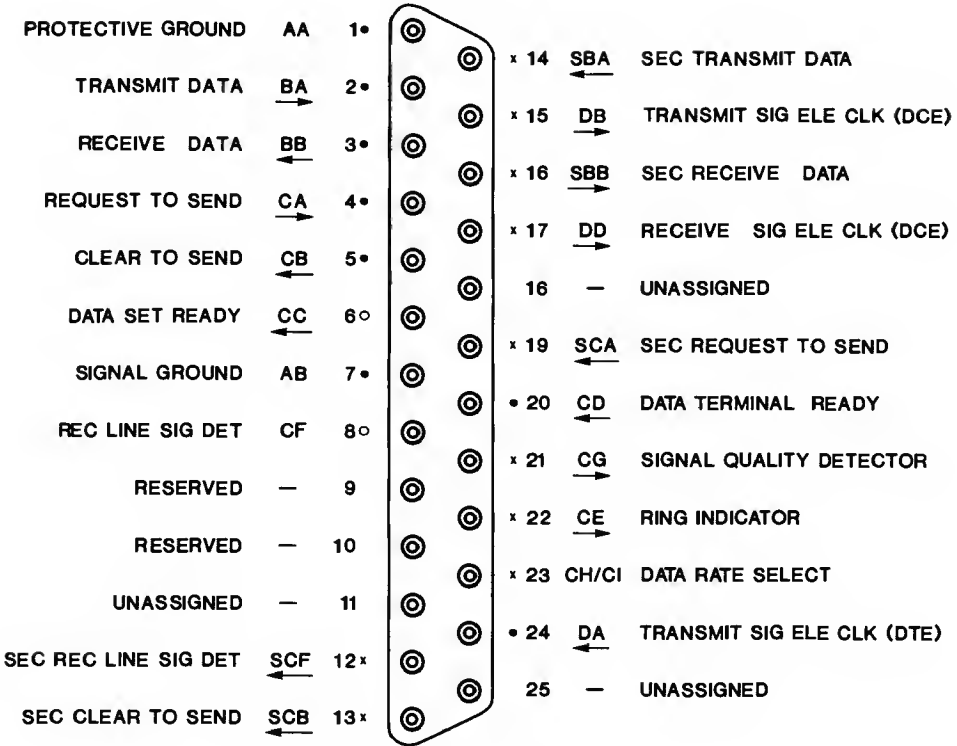 PROTECTIVE GROUND AA 1•
TRANSMIT DATA BA 2•
RECEIVE DATA BB 3•
REQUEST TO SEND CA 4•
CLEAR TO SEND CB 5•
DATA SET READY CC 6○
SIGNAL GROUND AB 7•
REC LINE SIG DET CF 8○
RESERVED — 9
RESERVED — 10
UNASSIGNED — 11
SEC REC LINE SIG DET SCF 12x
SEC CLEAR TO SEND SCB 13x
x 14 SBA SEC TRANSMIT DATA
x 15 DB TRANSMIT SIG ELE CLK (DCE)
x 16 SBB SEC RECEIVE DATA
x 17 DD RECEIVE SIG ELE CLK (DCE)
16 — UNASSIGNED
x 19 SCA SEC REQUEST TO SEND
• 20 CD DATA TERMINAL READY
x 21 CG SIGNAL QUALITY DETECTOR
x 22 CE RING INDICATOR
x 23 CH/CI DATA RATE SELECT
• 24 DA TRANSMIT SIG ELE CLK (DTE)
25 — UNASSIGNED